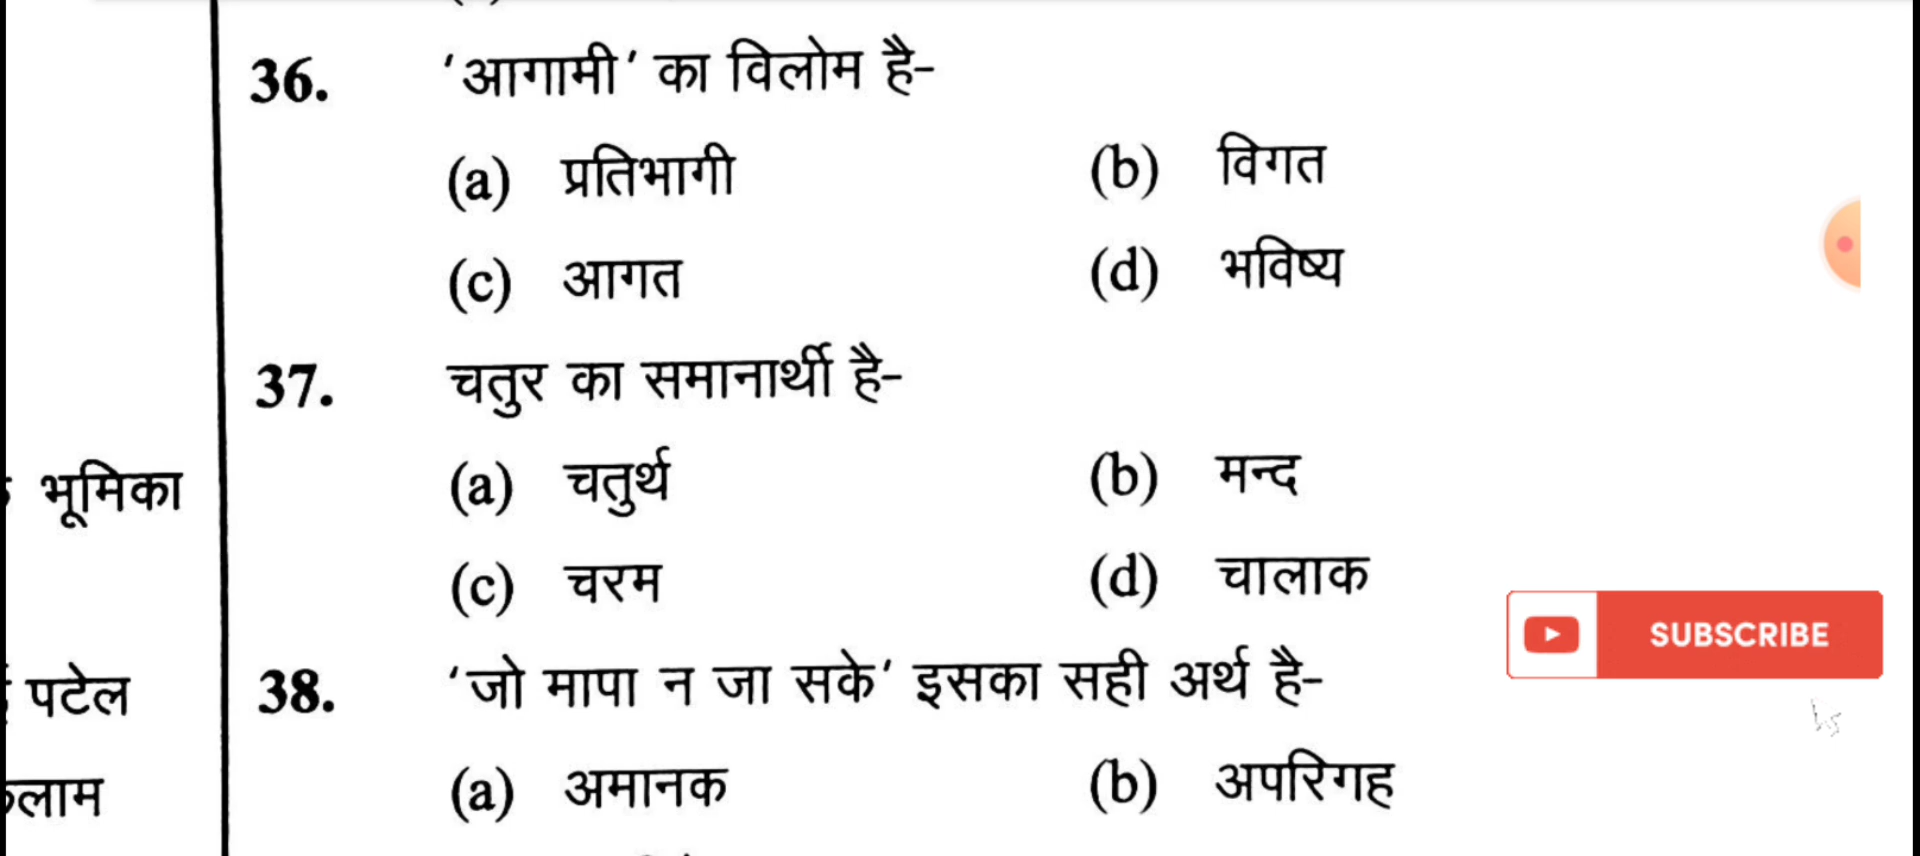 भूमिका
पटेल
36. 'आगामी' का विलोम है-
(a) प्रतिभागी (b) विगत
(c) आगत (d) भविष्य
37. चतुर का समानार्थी है-
(a) चतुर्थ (b) मन्द
(c) चरम (d) चालाक
38. 'जो मापा न जा सके' इसका सही अर्थ है-
(a) अमानक (b) अपरिगह
SUBSCRIBE